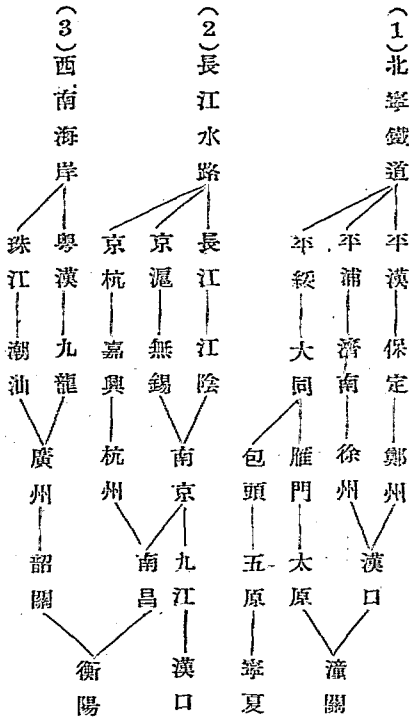 （1）北寧鐵道
平漢
保定
鄭州
漢口
平浦
濟南
徐州
平綏
大同
雁門
太原
潼關
包頭
五原
寧夏
（2）長江水路
長江
江陰
南京
九江
漢口
京滬
無錫
京杭
嘉興
杭州
南昌
（3）西南海岸
粵漢
九龍
廣州
韶關
衡陽
珠江
潮汕